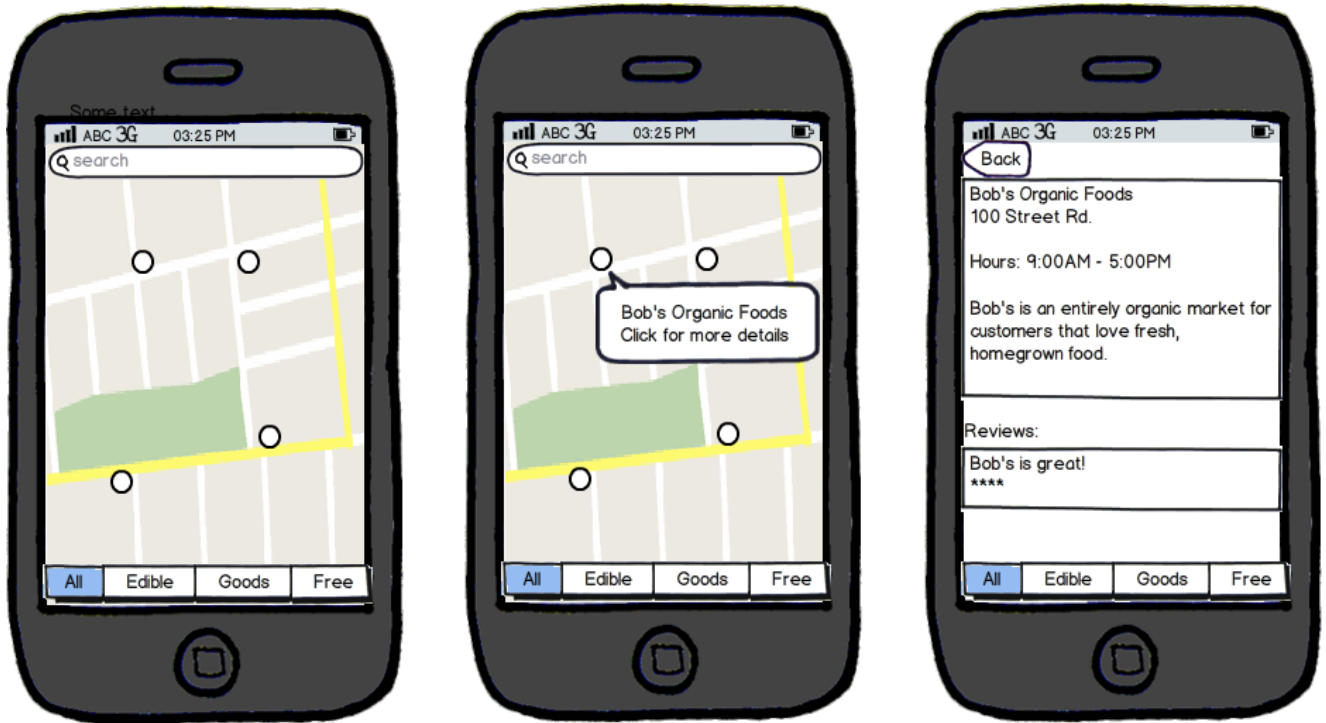 Some text
ABC 3G 03:25 PM
search
All Edible Goods Free
ABC 3G 03:25 PM
search
Bob's Organic Foods
Click for more details
All Edible Goods Free
ABC 3G 03:25 PM
Back
Bob's Organic Foods
100 Street Rd.
Hours: 9:00AM - 5:00PM
Bob's is an entirely organic market for
customers that love fresh,
homegrown food.
Reviews:
Bob's is great!
****
All Edible Goods Free